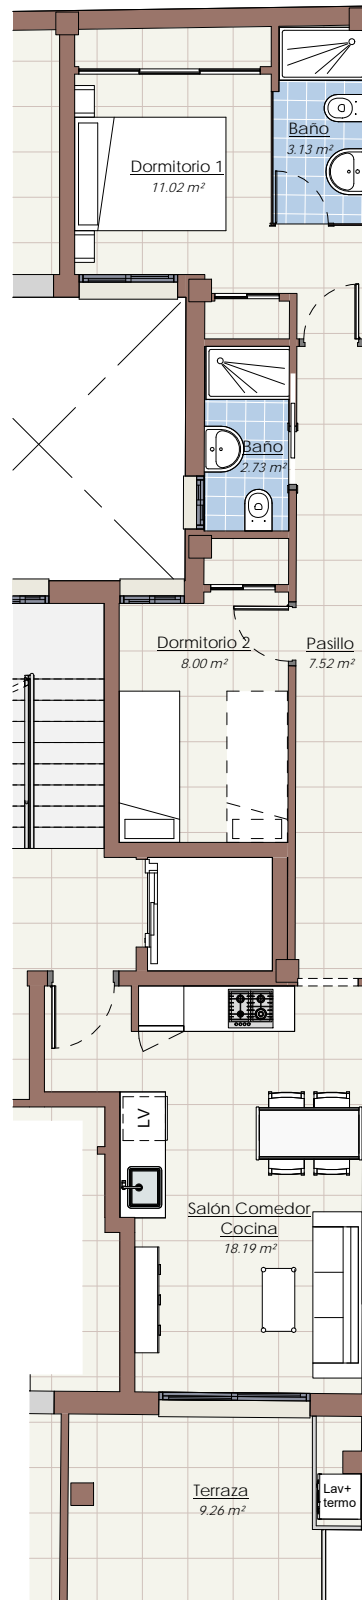 Baño
3.13 m²
Dormitorio 1
11.02 m²
Baño
2.73 m²
Dormitorio 2
8.00 m²
Pasillo
7.52 m²
LV
Salón Comedor
Cocina
18.19 m²
Terraza
9.26 m²
Lav+
termo